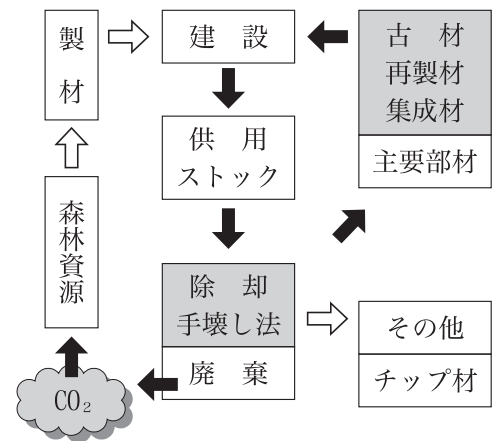 製材
建設
古材
再製材
集成材
主要部材
供用
ストック
森林資源
除却
手壊し法
廃棄
その他
チップ材
CO₂